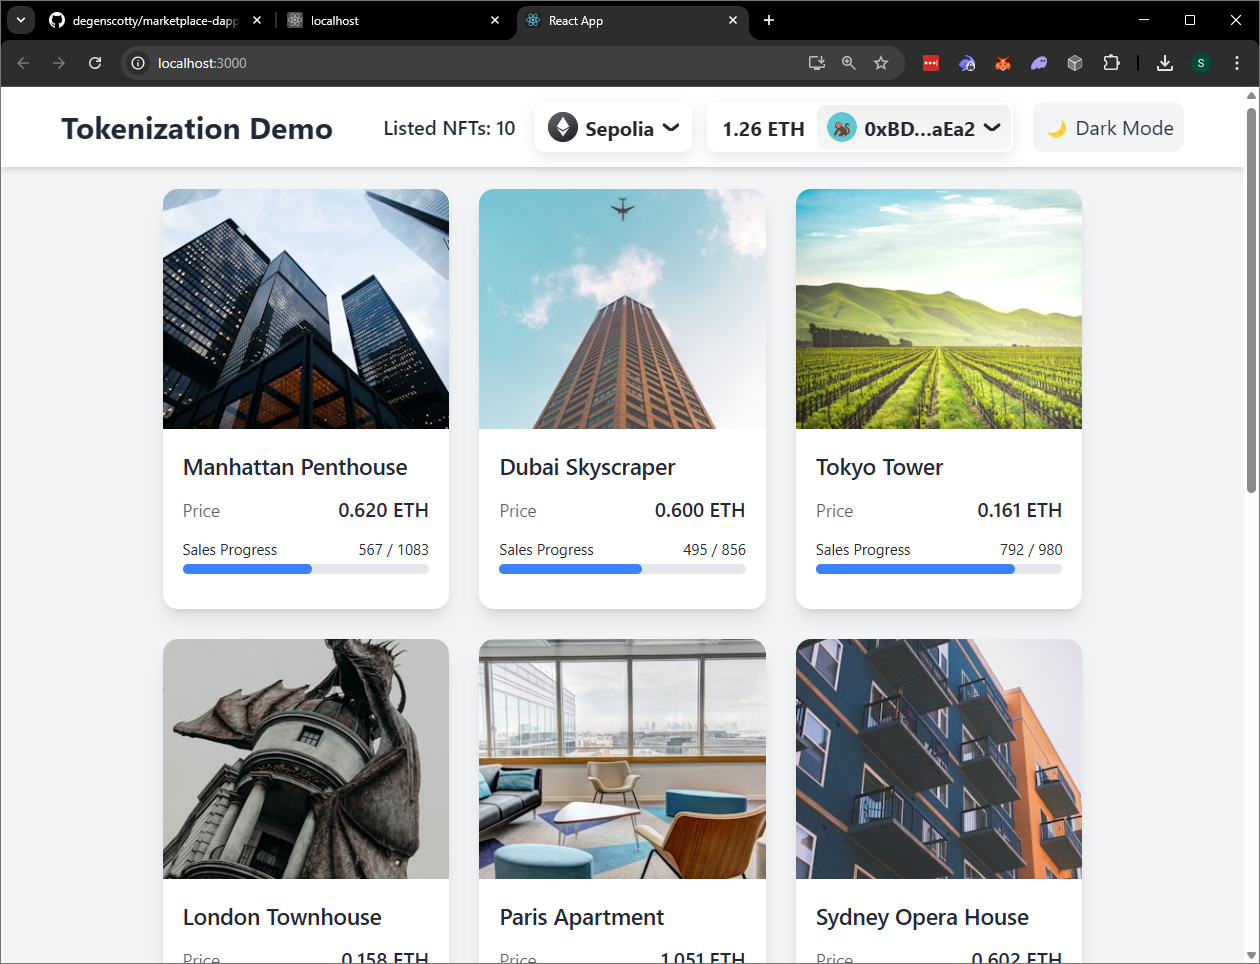 degenscotty/marketplace-dapp
localhost
React App
localhost:3000
S
Tokenization Demo
Listed NFTs: 10
Sepolia
1.26 ETH
0xBD...aEa2
Dark Mode
Manhattan Penthouse
Price 0.620 ETH
Sales Progress 567 / 1083
Dubai Skyscraper
Price 0.600 ETH
Sales Progress 495 / 856
Tokyo Tower
Price 0.161 ETH
Sales Progress 792 / 980
London Townhouse
Price 0.158 ETH
Paris Apartment
Price 1.051 ETH
Sydney Opera House
Price 0.602 ETH